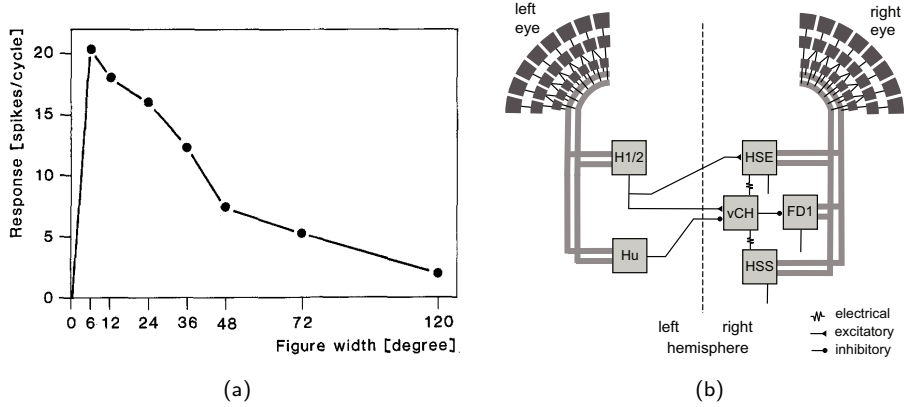 Response [spikes/cycle]
20
15
10
5
0
0 6 12 24 36 48 72 120
Figure width [degree]
(a)
left
eye
right
eye
H1/2
HSE
vCH
FD1
Hu
HSS
left right
hemisphere
electrical
excitatory
inhibitory
(b)